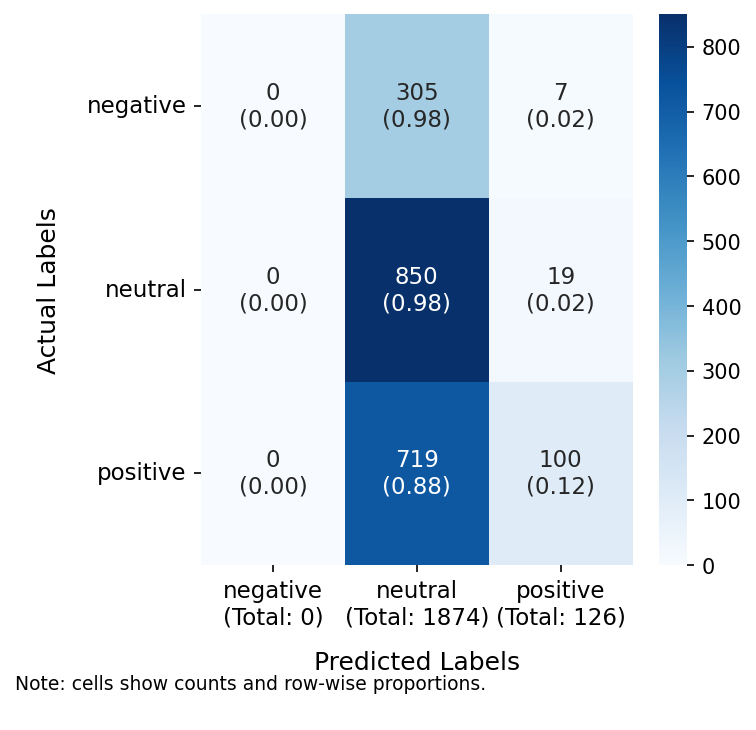 negative
0
305
7
(0.00)
(0.98)
(0.02)
neutral
0
850
19
(0.00)
(0.98)
(0.02)
positive
0
719
100
(0.00)
(0.88)
(0.12)
Actual Labels
negative
(Total: 0)
neutral
(Total: 1874)
positive
(Total: 126)
Predicted Labels
Note: cells show counts and row-wise proportions.
800
700
600
500
400
300
200
100
0